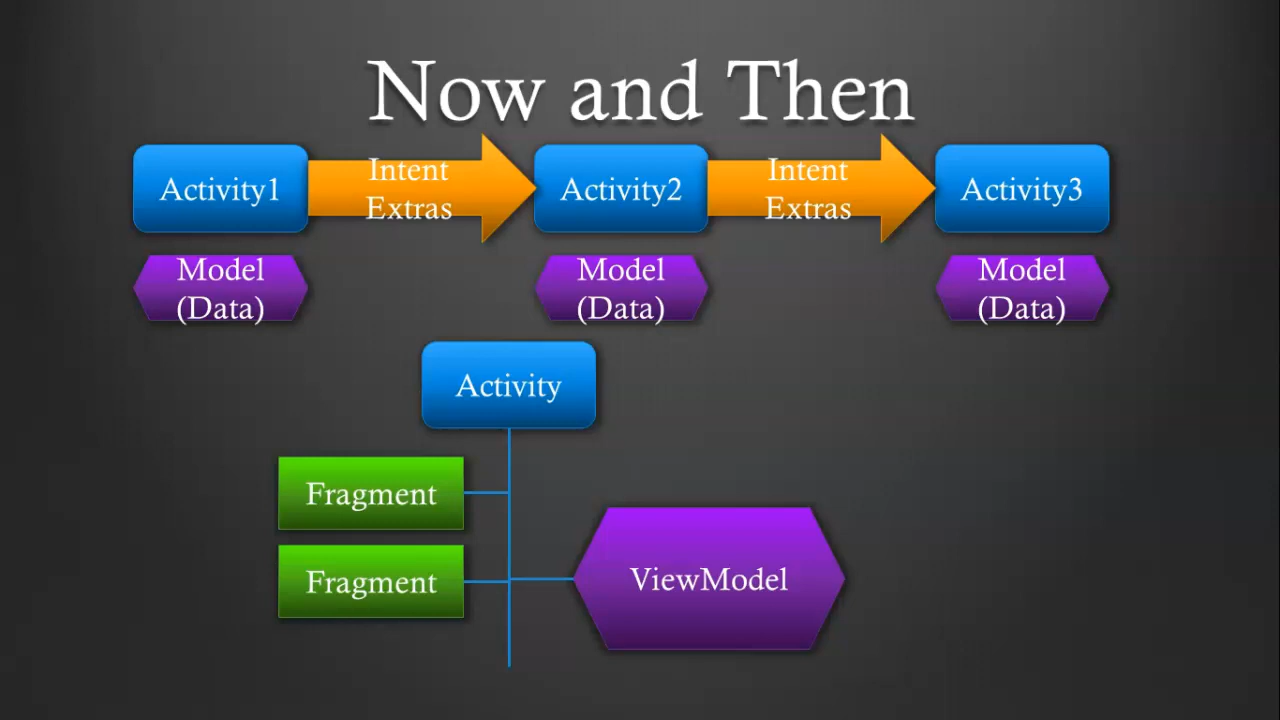 Now and Then
Activity1
Intent
Extras
Activity2
Intent
Extras
Activity3
Model
(Data)
Model
(Data)
Model
(Data)
Activity
Fragment
Fragment
ViewModel